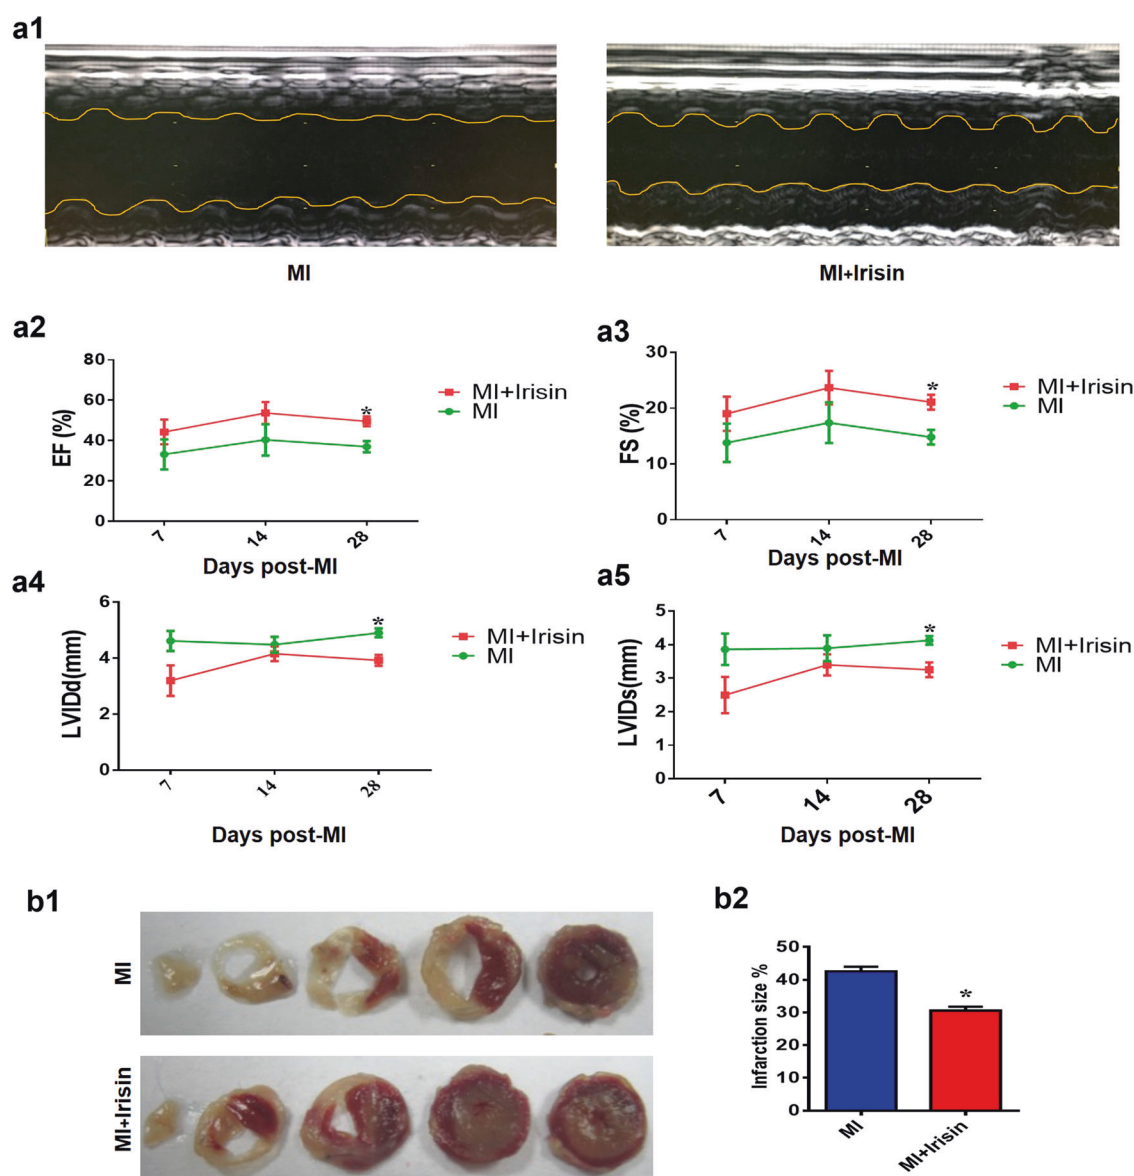 a1
MI
MI+Irisin
a2
EF (%)
80
60
40
20
0
7
14
28
*
Days post-MI
MI+Irisin
MI
a3
FS (%)
30
20
10
0
7
14
28
*
Days post-MI
MI+Irisin
MI
a4
LVIDd(mm)
6
4
2
0
7
14
28
*
Days post-MI
MI+Irisin
MI
a5
LVIDs(mm)
5
4
3
2
1
0
7
14
28
*
Days post-MI
MI+Irisin
MI
b1
MI
MI+Irisin
b2
Infarction size %
50
40
30
20
10
0
*
MI
MI+Irisin